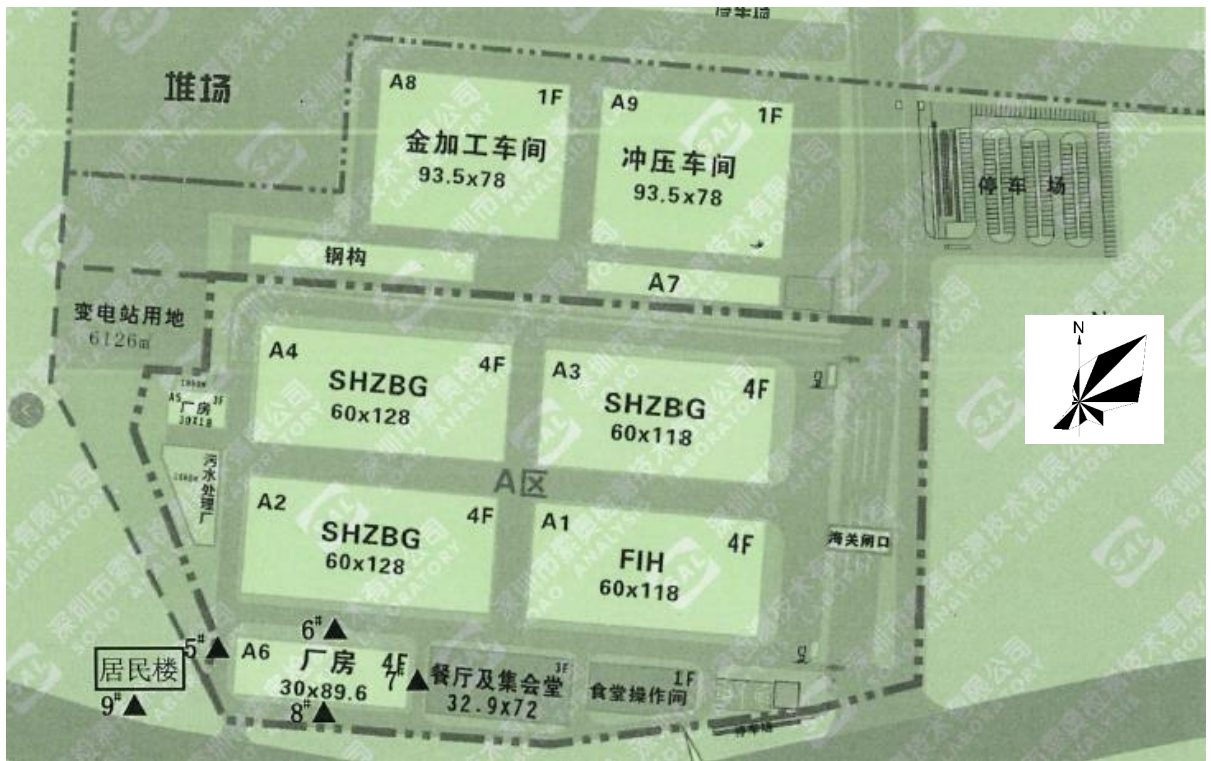 停车场
堆场
A8
1F
金加工车间
93.5x78
A9
1F
冲压车间
93.5x78
停车场
钢构
A7
变电站用地
6126m
N
A4
4F
SHZBG
60x128
A3
4F
SHZBG
60x118
A5
3F
厂房
30X18
污水处理厂
A区
A2
4F
SHZBG
60x128
A1
4F
FIH
60x118
海关闸口
5#
6#
A6
厂房
4F
30x89.6
7#
8#
居民楼
9#
3F
餐厅及集会堂
32.9x72
1F
食堂操作间
停车场
SAL